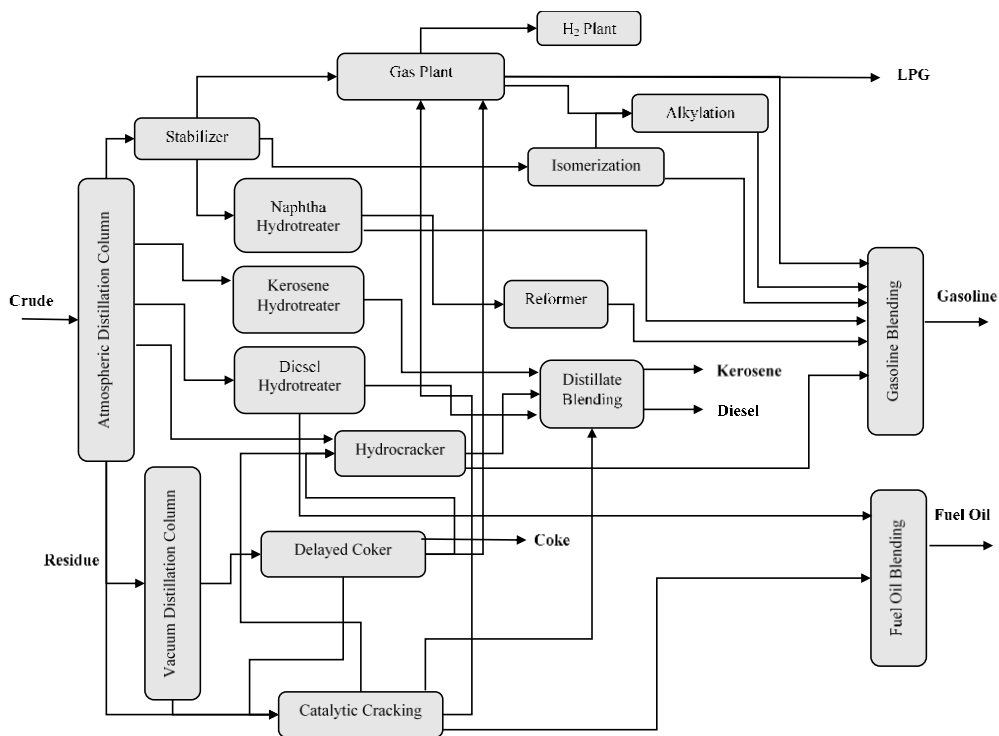 H₂ Plant
Gas Plant
LPG
Alkylation
Stabilizer
Isomerization
Naphtha
Hydrotreater
Atmospheric Distillation Column
Kerosene
Hydrotreater
Crude
Reformer
Gasoline Blending
Gasoline
Diesel
Hydrotreater
Distillate
Blending
Kerosene
Diesel
Hydrocracker
Vacuum Distillation Column
Residue
Delayed Coker
Coke
Fuel Oil Blending
Fuel Oil
Catalytic Cracking